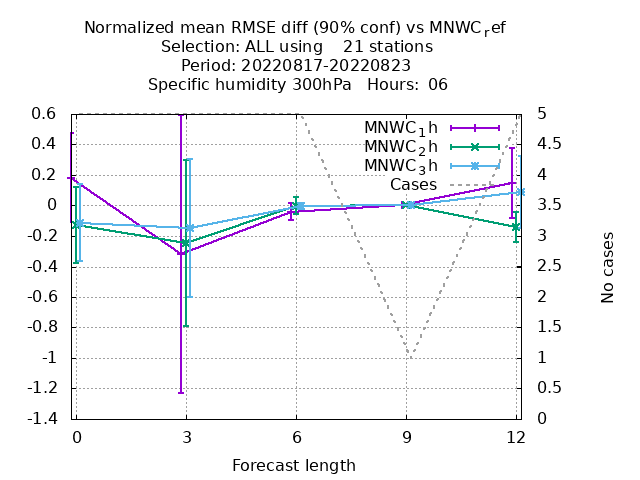 Normalized mean RMSE diff (90% conf) vs MNWC_ref
Selection: ALL using 21 stations
Period: 20220817-20220823
Specific humidity 300hPa Hours: 06
0.6
0.4
0.2
0
-0.2
-0.4
-0.6
-0.8
-1
-1.2
-1.4
5
4.5
4
3.5
3
2.5
2
1.5
1
0.5
0
MNWC_1h
MNWC_2h
MNWC_3h
Cases
No cases
0 3 6 9 12
Forecast length